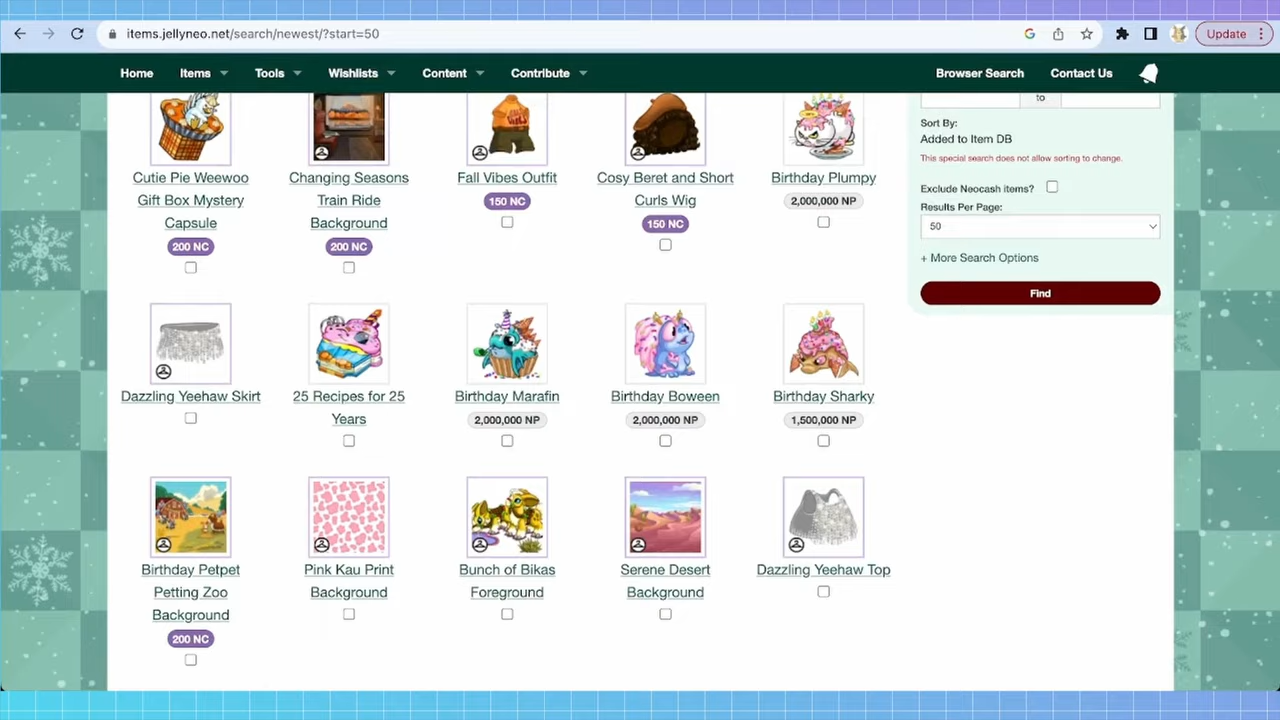 items.jellyneo.net/search/newest/?start=50
Update
Home
Items
Tools
Wishlists
Content
Contribute
Browser Search
Contact Us
to
Sort By:
Added to Item DB
This special search does not allow sorting to change.
Exclude Neocash items?
Results Per Page:
50
+ More Search Options
Find
Cutie Pie Weewoo
Gift Box Mystery
Capsule
200 NC
Changing Seasons
Train Ride
Background
200 NC
Fall Vibes Outfit
150 NC
Cosy Beret and Short
Curls Wig
150 NC
Birthday Plumpy
2,000,000 NP
Dazzling Yeehaw Skirt
25 Recipes for 25
Years
Birthday Marafin
2,000,000 NP
Birthday Boween
2,000,000 NP
Birthday Sharky
1,500,000 NP
Birthday Petpet
Petting Zoo
Background
200 NC
Pink Kau Print
Background
Bunch of Bikas
Foreground
Serene Desert
Background
Dazzling Yeehaw Top